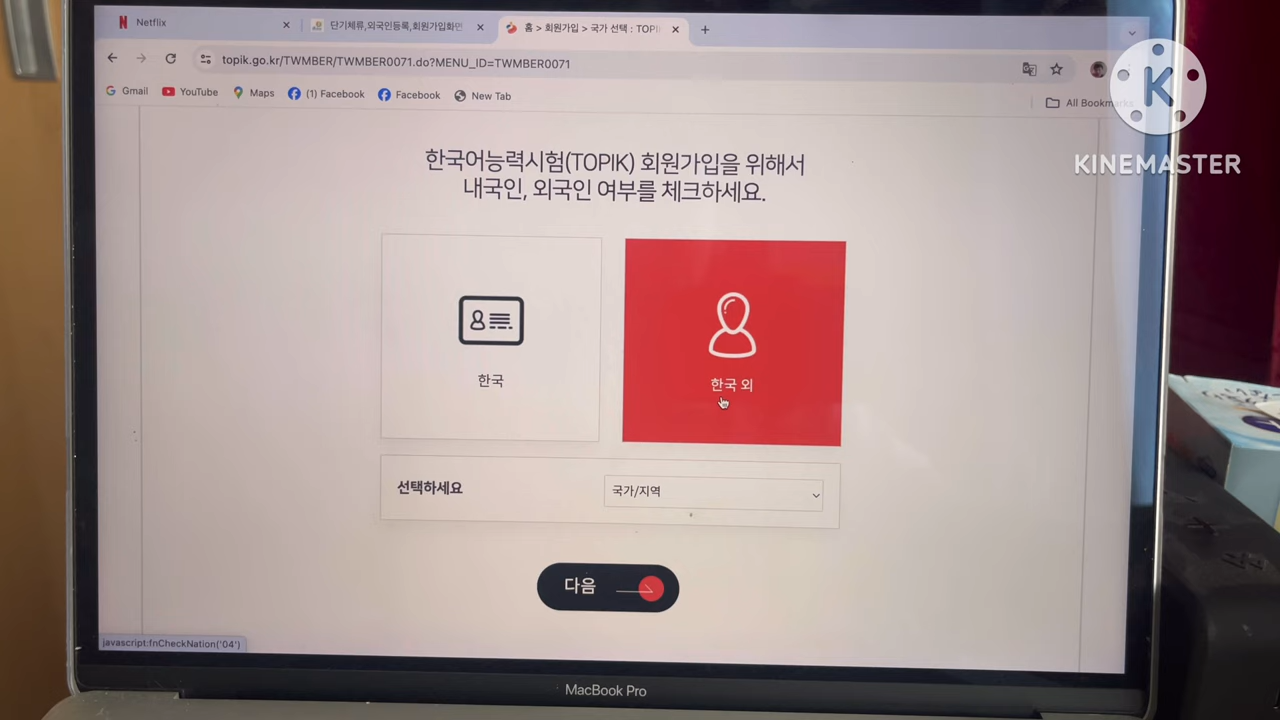 Netflix
단기체류,외국인등록,회원가입화면
홈 > 회원가입 > 국가 선택 : TOPI
topik.go.kr/TWMBER/TWMBER0071.do?MENU_ID=TWMBER0071
Gmail
YouTube
Maps
(1) Facebook
Facebook
New Tab
All Bookmarks
K
KINEMASTER
한국어능력시험(TOPIK) 회원가입을 위해서
내국인, 외국인 여부를 체크하세요.
한국
한국 외
선택하세요
국가/지역
다음
javascript:fnCheckNation('04')
MacBook Pro